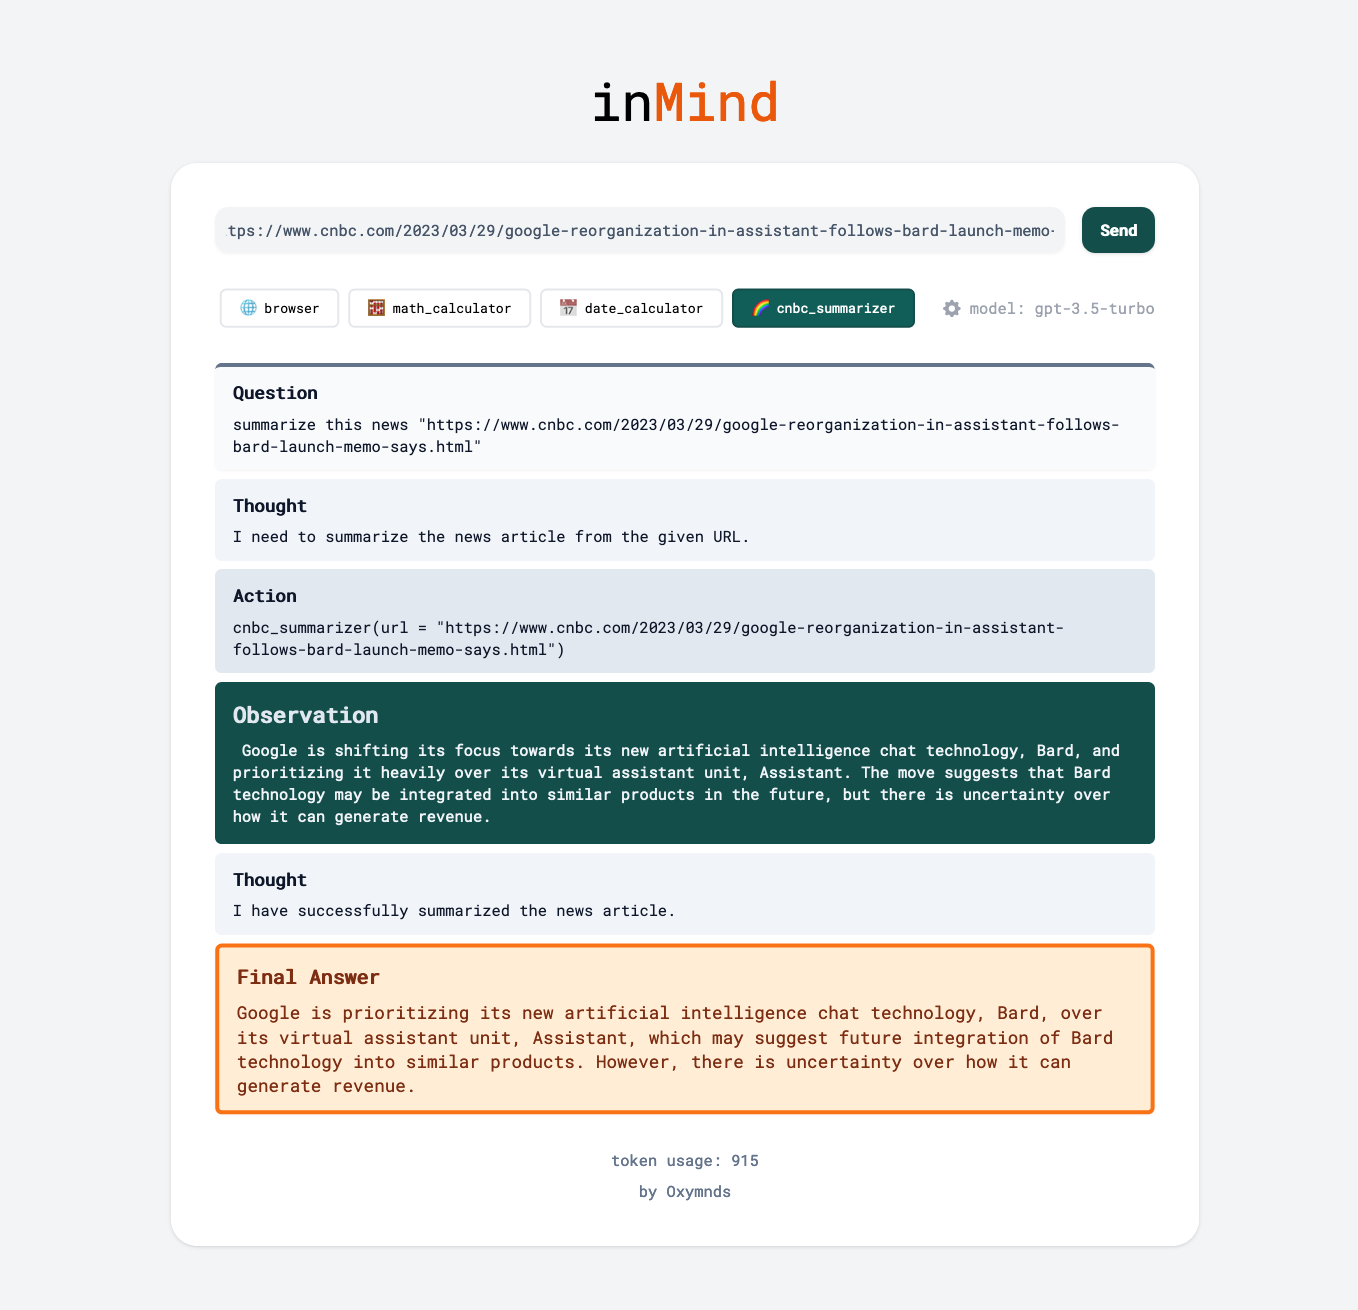 inMind
tps://www.cnbc.com/2023/03/29/google-reorganization-in-assistant-follows-bard-launch-memo-
Send
browser
math_calculator
date_calculator
cnbc_summarizer
model: gpt-3.5-turbo
Question
summarize this news "https://www.cnbc.com/2023/03/29/google-reorganization-in-assistant-follows-
bard-launch-memo-says.html"
Thought
I need to summarize the news article from the given URL.
Action
cnbc_summarizer(url = "https://www.cnbc.com/2023/03/29/google-reorganization-in-assistant-
follows-bard-launch-memo-says.html")
Observation
Google is shifting its focus towards its new artificial intelligence chat technology, Bard, and
prioritizing it heavily over its virtual assistant unit, Assistant. The move suggests that Bard
technology may be integrated into similar products in the future, but there is uncertainty over
how it can generate revenue.
Thought
I have successfully summarized the news article.
Final Answer
Google is prioritizing its new artificial intelligence chat technology, Bard, over
its virtual assistant unit, Assistant, which may suggest future integration of Bard
technology into similar products. However, there is uncertainty over how it can
generate revenue.
token usage: 915
by Oxymnds